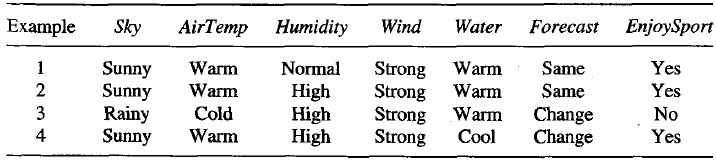 Example Sky AirTemp Humidity Wind Water Forecast EnjoySport
1 Sunny Warm Normal Strong Warm Same Yes
2 Sunny Warm High Strong Warm Same Yes
3 Rainy Cold High Strong Warm Change No
4 Sunny Warm High Strong Cool Change Yes